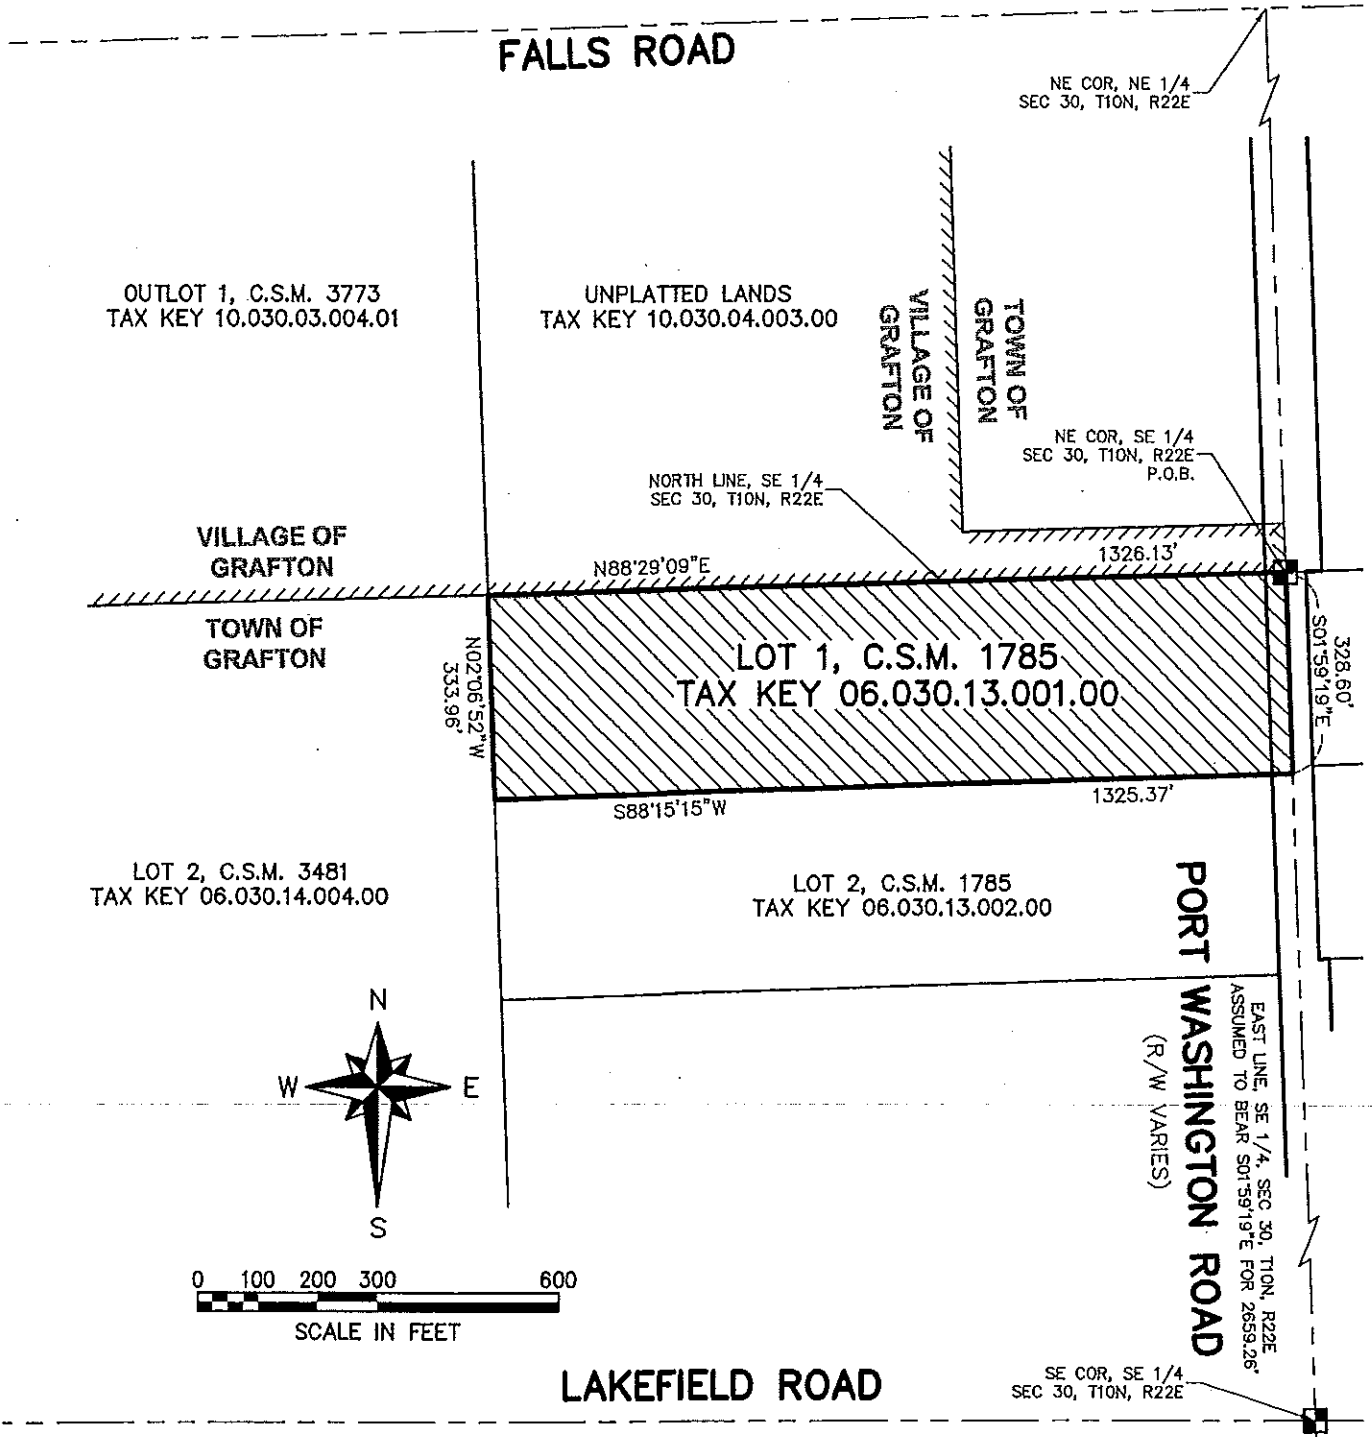 FALLS ROAD
NE COR, NE 1/4
SEC 30, T10N, R22E
OUTLOT 1, C.S.M. 3773
TAX KEY 10.030.03.004.01
UNPLATTED LANDS
TAX KEY 10.030.04.003.00
VILLAGE OF
GRAFTON
TOWN OF
GRAFTON
NE COR, SE 1/4
SEC 30, T10N, R22E
P.O.B.
NORTH LINE, SE 1/4
SEC 30, T10N, R22E
VILLAGE OF
GRAFTON
TOWN OF
GRAFTON
N88°29'09"E
1326.13'
LOT 1, C.S.M. 1785
TAX KEY 06.030.13.001.00
N02°06'52"W
333.96'
328.60'
S01°59'19"E
S88°15'15"W
1325.37'
LOT 2, C.S.M. 3481
TAX KEY 06.030.14.004.00
LOT 2, C.S.M. 1785
TAX KEY 06.030.13.002.00
PORT WASHINGTON ROAD
(R/W VARIES)
EAST LINE, SE 1/4, SEC 30, T10N, R22E
ASSUMED TO BEAR S01°59'19"E FOR 2659.26'
N
W
E
S
0 100 200 300 600
SCALE IN FEET
LAKEFIELD ROAD
SE COR, SE 1/4
SEC 30, T10N, R22E